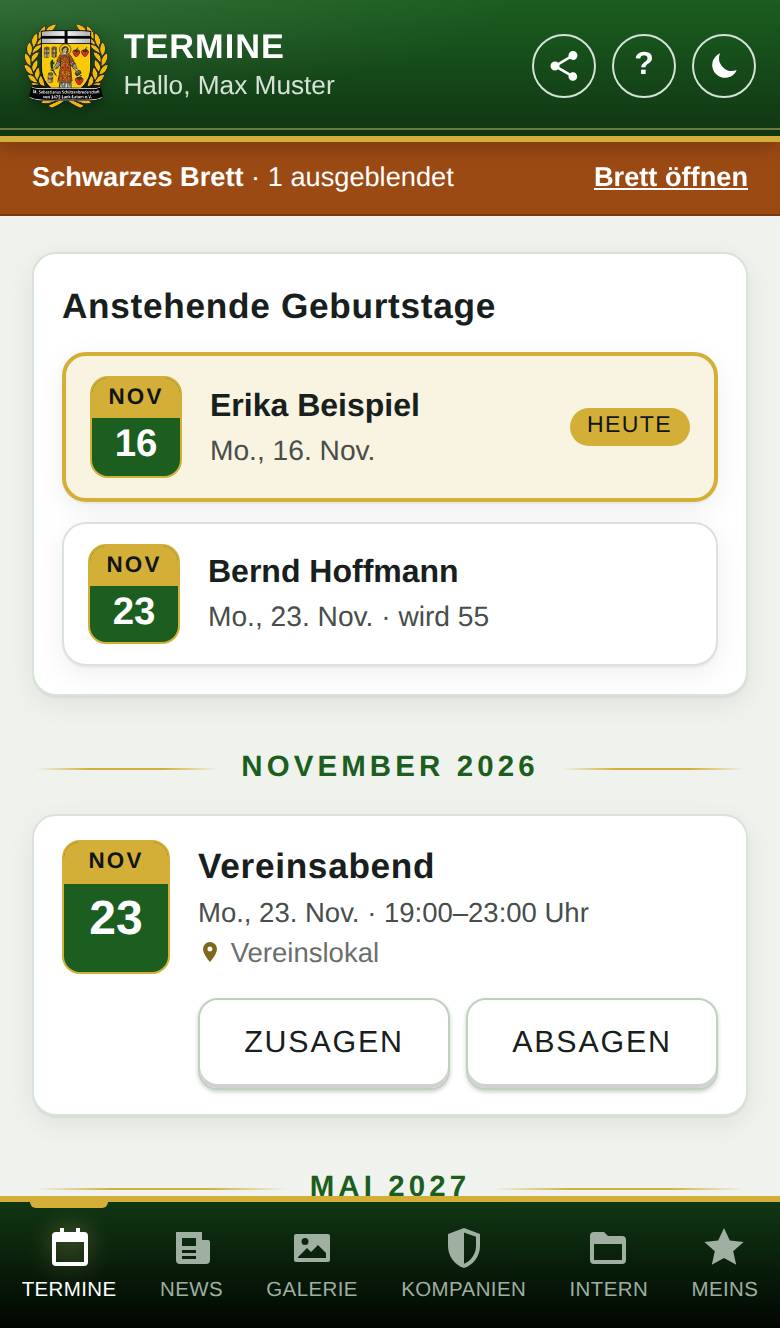 TERMINE
Hallo, Max Muster
?
Schwarzes Brett · 1 ausgeblendet
Brett öffnen
Anstehende Geburtstage
NOV
16
Erika Beispiel
Mo., 16. Nov.
HEUTE
NOV
23
Bernd Hoffmann
Mo., 23. Nov. · wird 55
NOVEMBER 2026
NOV
23
Vereinsabend
Mo., 23. Nov. · 19:00–23:00 Uhr
Vereinslokal
ZUSAGEN
ABSAGEN
MAI 2027
TERMINE
NEWS
GALERIE
KOMPANIEN
INTERN
MEINS